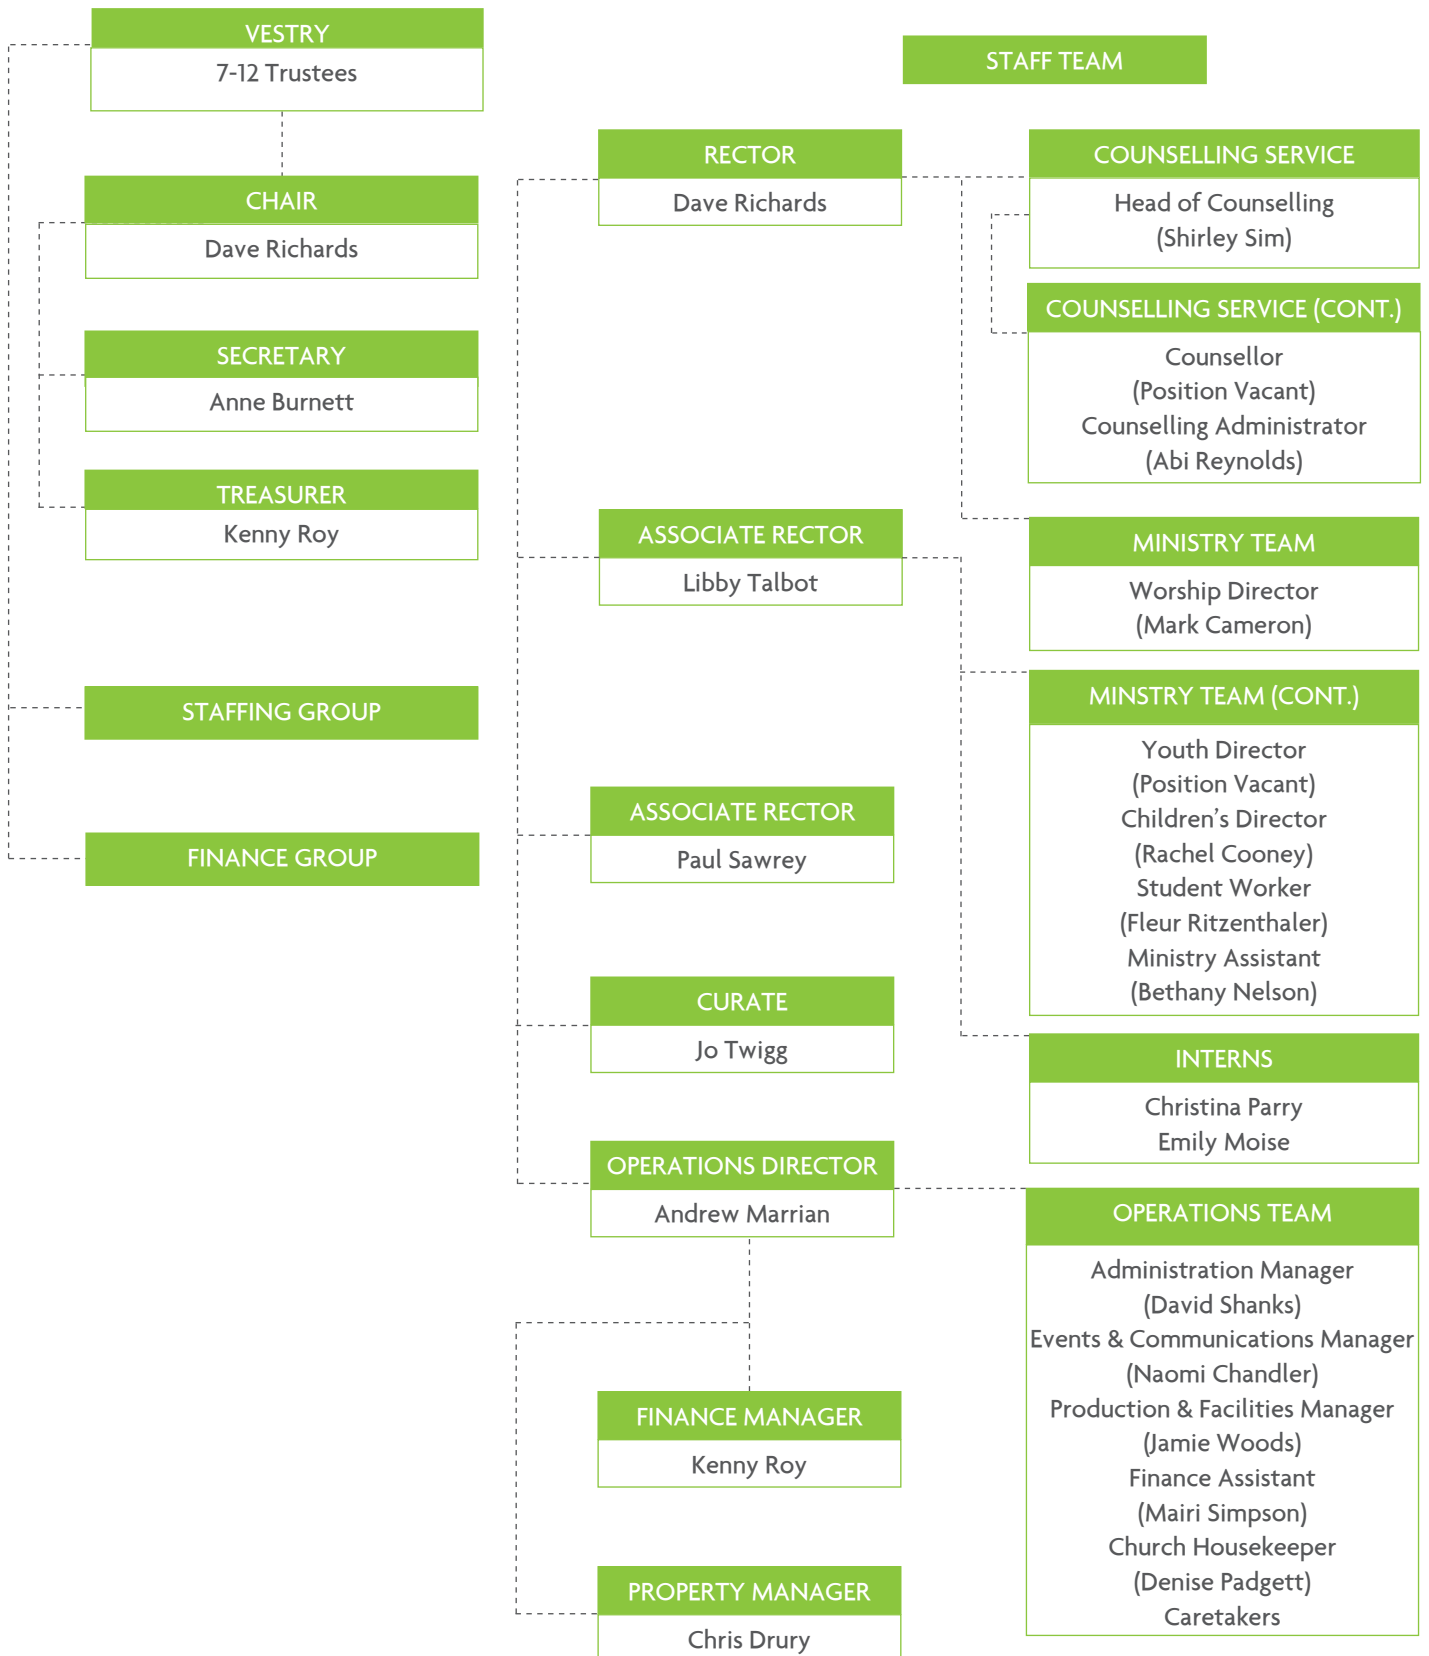 VESTRY
7-12 Trustees
CHAIR
Dave Richards
SECRETARY
Anne Burnett
TREASURER
Kenny Roy
STAFFING GROUP
FINANCE GROUP
STAFF TEAM
RECTOR
Dave Richards
ASSOCIATE RECTOR
Libby Talbot
ASSOCIATE RECTOR
Paul Sawrey
CURATE
Jo Twigg
OPERATIONS DIRECTOR
Andrew Marrian
FINANCE MANAGER
Kenny Roy
PROPERTY MANAGER
Chris Drury
COUNSELLING SERVICE
Head of Counselling
(Shirley Sim)
COUNSELLING SERVICE (CONT.)
Counsellor
(Position Vacant)
Counselling Administrator
(Abi Reynolds)
MINISTRY TEAM
Worship Director
(Mark Cameron)
MINSTRY TEAM (CONT.)
Youth Director
(Position Vacant)
Children’s Director
(Rachel Cooney)
Student Worker
(Fleur Ritzenthaler)
Ministry Assistant
(Bethany Nelson)
INTERNS
Christina Parry
Emily Moise
OPERATIONS TEAM
Administration Manager
(David Shanks)
Events & Communications Manager
(Naomi Chandler)
Production & Facilities Manager
(Jamie Woods)
Finance Assistant
(Mairi Simpson)
Church Housekeeper
(Denise Padgett)
Caretakers